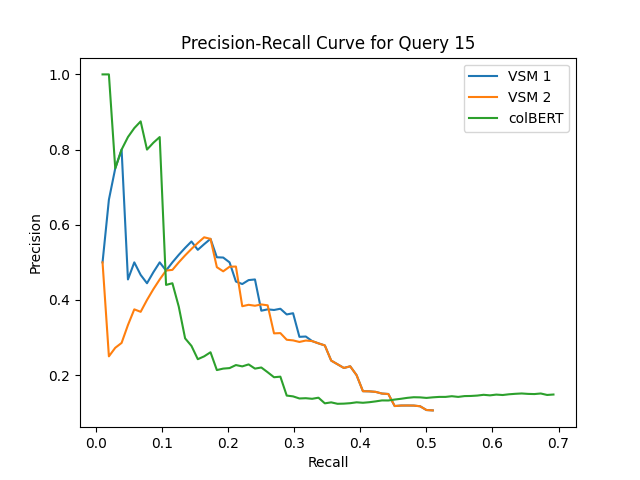 Precision-Recall Curve for Query 15
VSM 1
VSM 2
colBERT
Precision
1.0
0.8
0.6
0.4
0.2
0.0 0.1 0.2 0.3 0.4 0.5 0.6 0.7
Recall